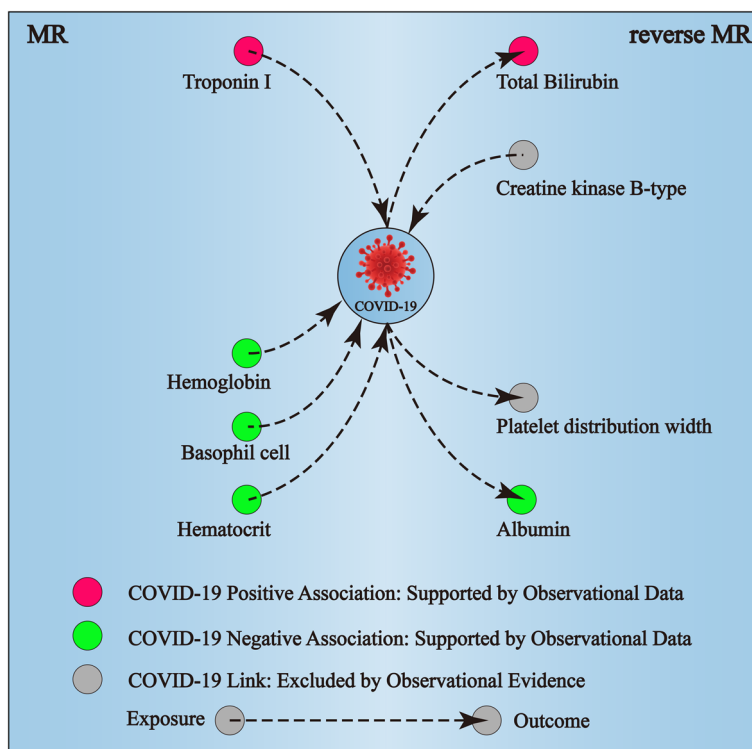 MR
reverse MR
Troponin I
Total Bilirubin
Creatine kinase B-type
COVID-19
Hemoglobin
Platelet distribution width
Basophil cell
Hematocrit
Albumin
COVID-19 Positive Association: Supported by Observational Data
COVID-19 Negative Association: Supported by Observational Data
COVID-19 Link: Excluded by Observational Evidence
Exposure
Outcome